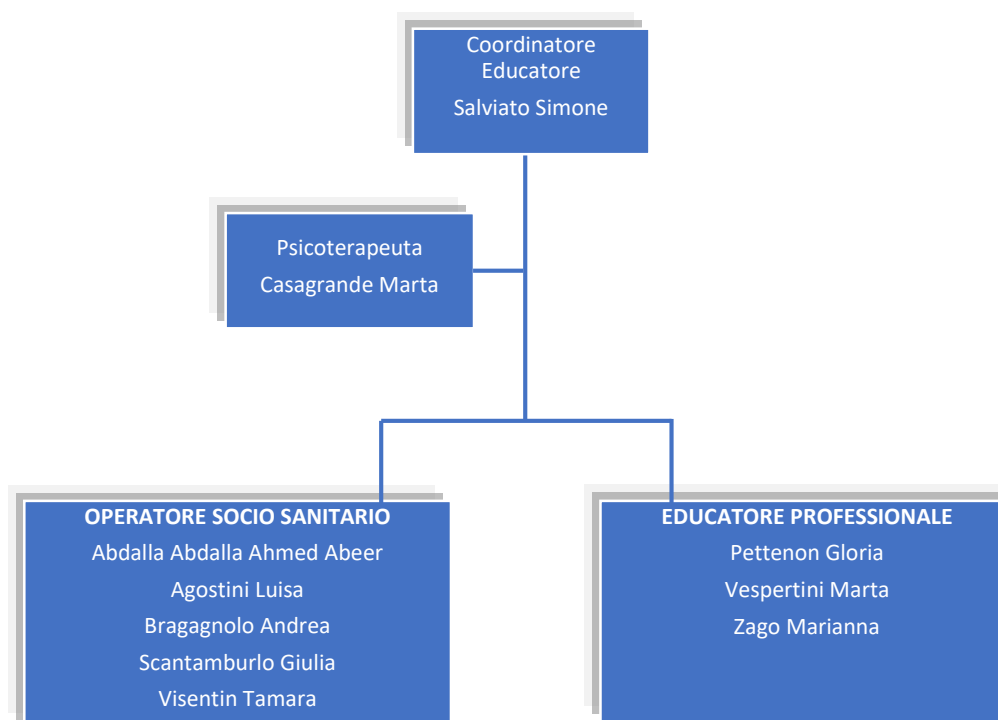 Coordinatore
Educatore
Salviato Simone
Psicoterapeuta
Casagrande Marta
OPERATORE SOCIO SANITARIO
Abdalla Abdalla Ahmed Abeer
Agostini Luisa
Bragagnolo Andrea
Scantamburlo Giulia
Visentin Tamara
EDUCATORE PROFESSIONALE
Pettenon Gloria
Vespertini Marta
Zago Marianna